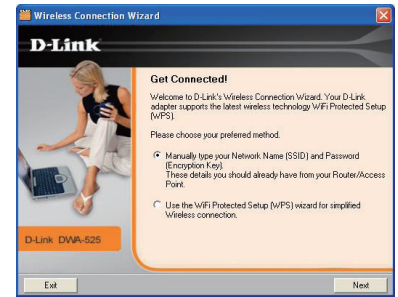 Wireless Connection Wizard
D-Link
Get Connected!
Welcome to D-Link's Wireless Connection Wizard. Your D-Link
adapter supports the latest wireless technology WiFi Protected Setup
(WPS).
Please choose your preferred method.
Manually type your Network Name (SSID) and Password
(Encryption Key).
These details you should already have from your Router/Access
Point.
Use the WiFi Protected Setup (WPS) wizard for simplified
Wireless connection.
D-Link DWA-525
Exit
Next